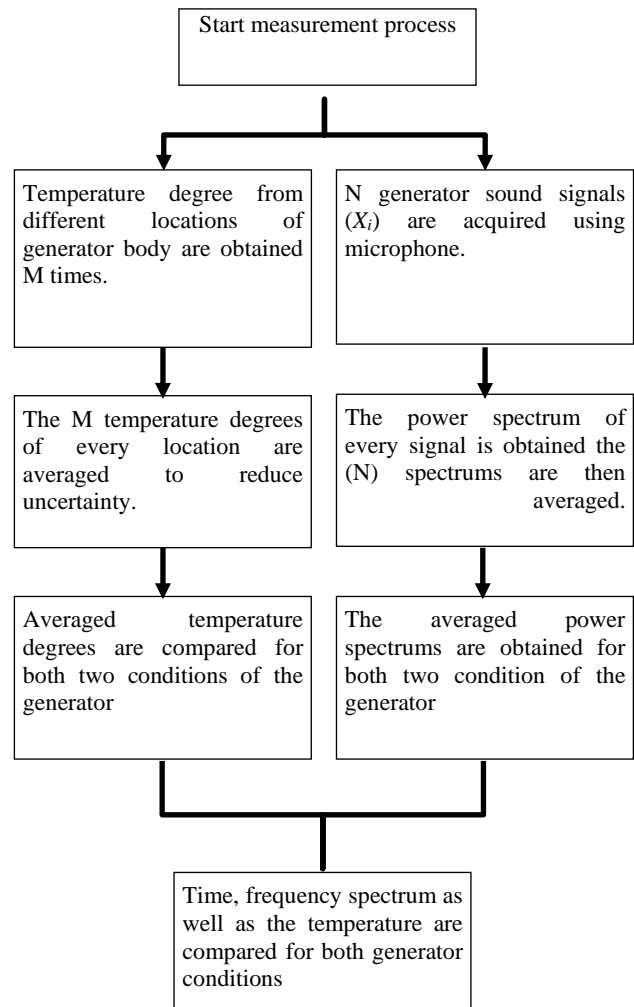 Start measurement process
Temperature degree from
different locations of
generator body are obtained
M times.
N generator sound signals
(Xi) are acquired using
microphone.
The M temperature degrees
of every location are
averaged to reduce
uncertainty.
The power spectrum of
every signal is obtained the
(N) spectrums are then
averaged.
Averaged temperature
degrees are compared for
both two conditions of the
generator
The averaged power
spectrums are obtained for
both two condition of the
generator
Time, frequency spectrum as
well as the temperature are
compared for both generator
conditions